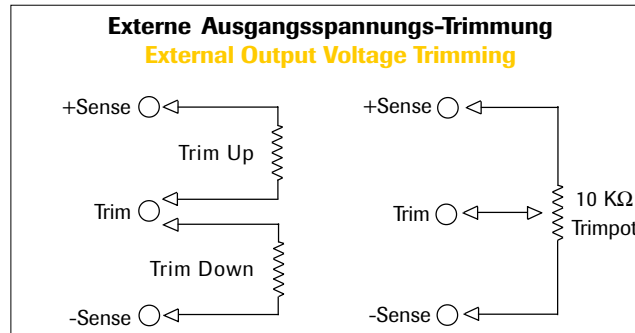 Externe Ausgangsspannungs-Trimmung
External Output Voltage Trimming
+Sense
Trim Up
Trim
Trim Down
-Sense
+Sense
Trim
10 KΩ
Trimpot
-Sense